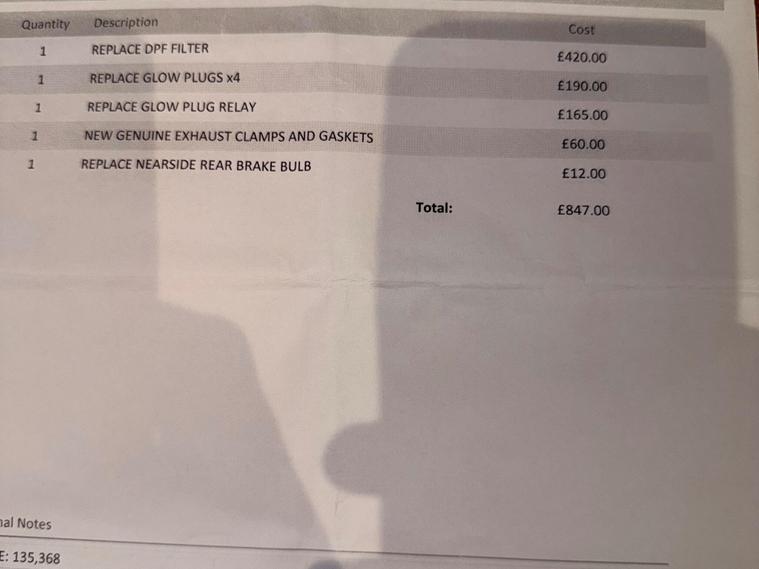 Quantity Description Cost
1 REPLACE DPF FILTER £420.00
1 REPLACE GLOW PLUGS x4 £190.00
1 REPLACE GLOW PLUG RELAY £165.00
1 NEW GENUINE EXHAUST CLAMPS AND GASKETS £60.00
1 REPLACE NEARSIDE REAR BRAKE BULB £12.00
Total: £847.00
nal Notes
E: 135,368